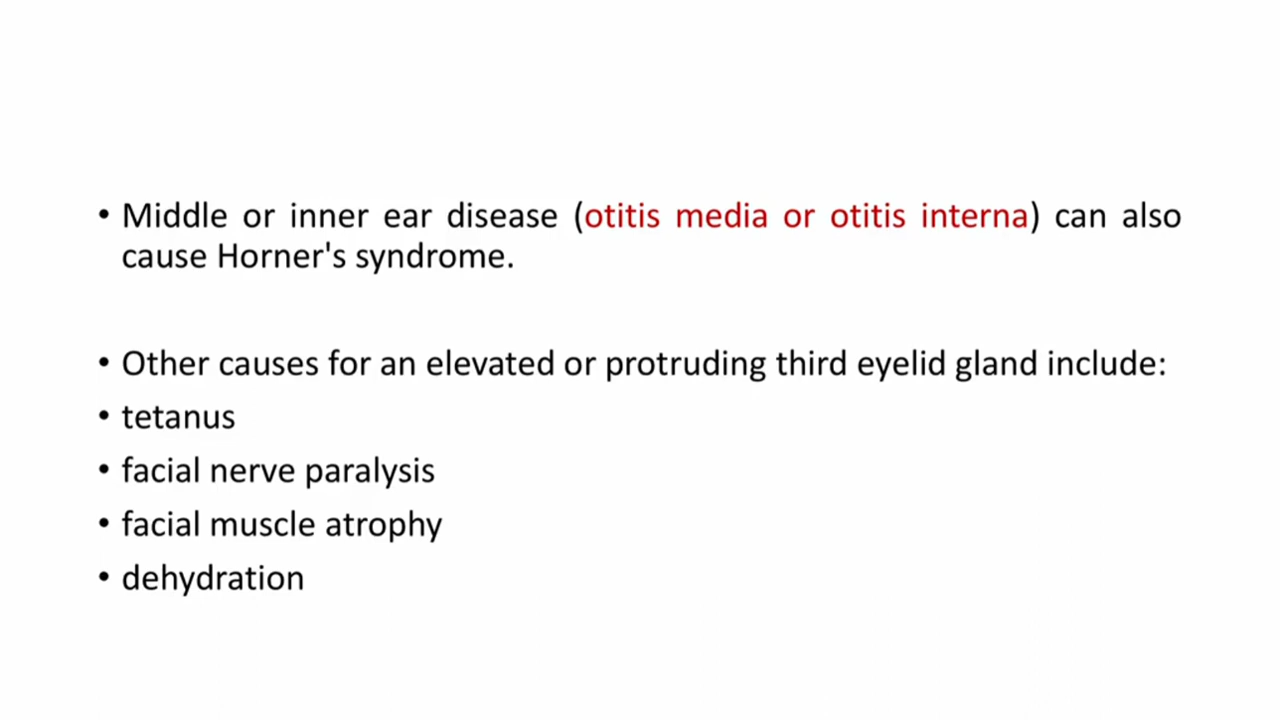 • Middle or inner ear disease (otitis media or otitis interna) can also
cause Horner's syndrome.
• Other causes for an elevated or protruding third eyelid gland include:
• tetanus
• facial nerve paralysis
• facial muscle atrophy
• dehydration